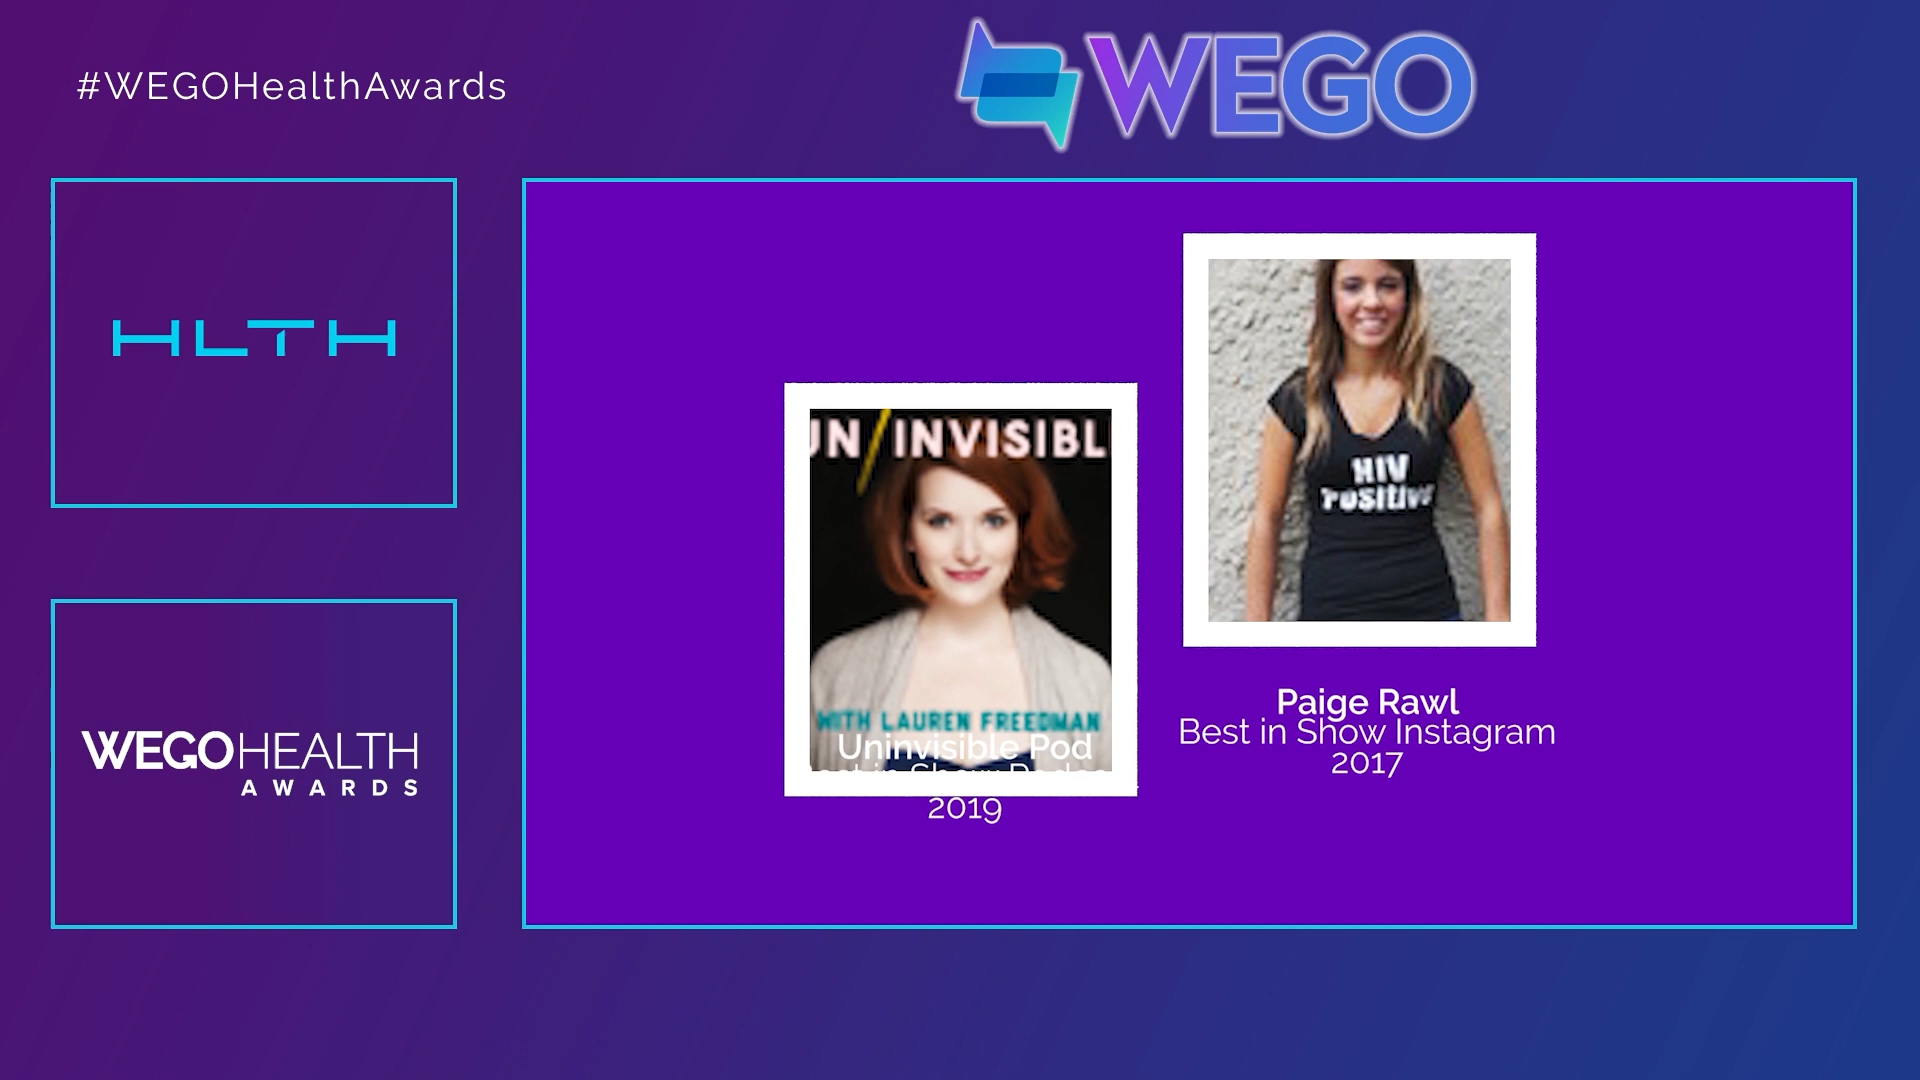 #WEGOHealthAwards
WEGO
HLTH
WEGOHEALTH
AWARDS
UN/INVISIBL
WITH LAUREN FREEDMAN
Uninvisible Pod
2019
HIV
POSITIVE
Paige Rawl
Best in Show Instagram
2017